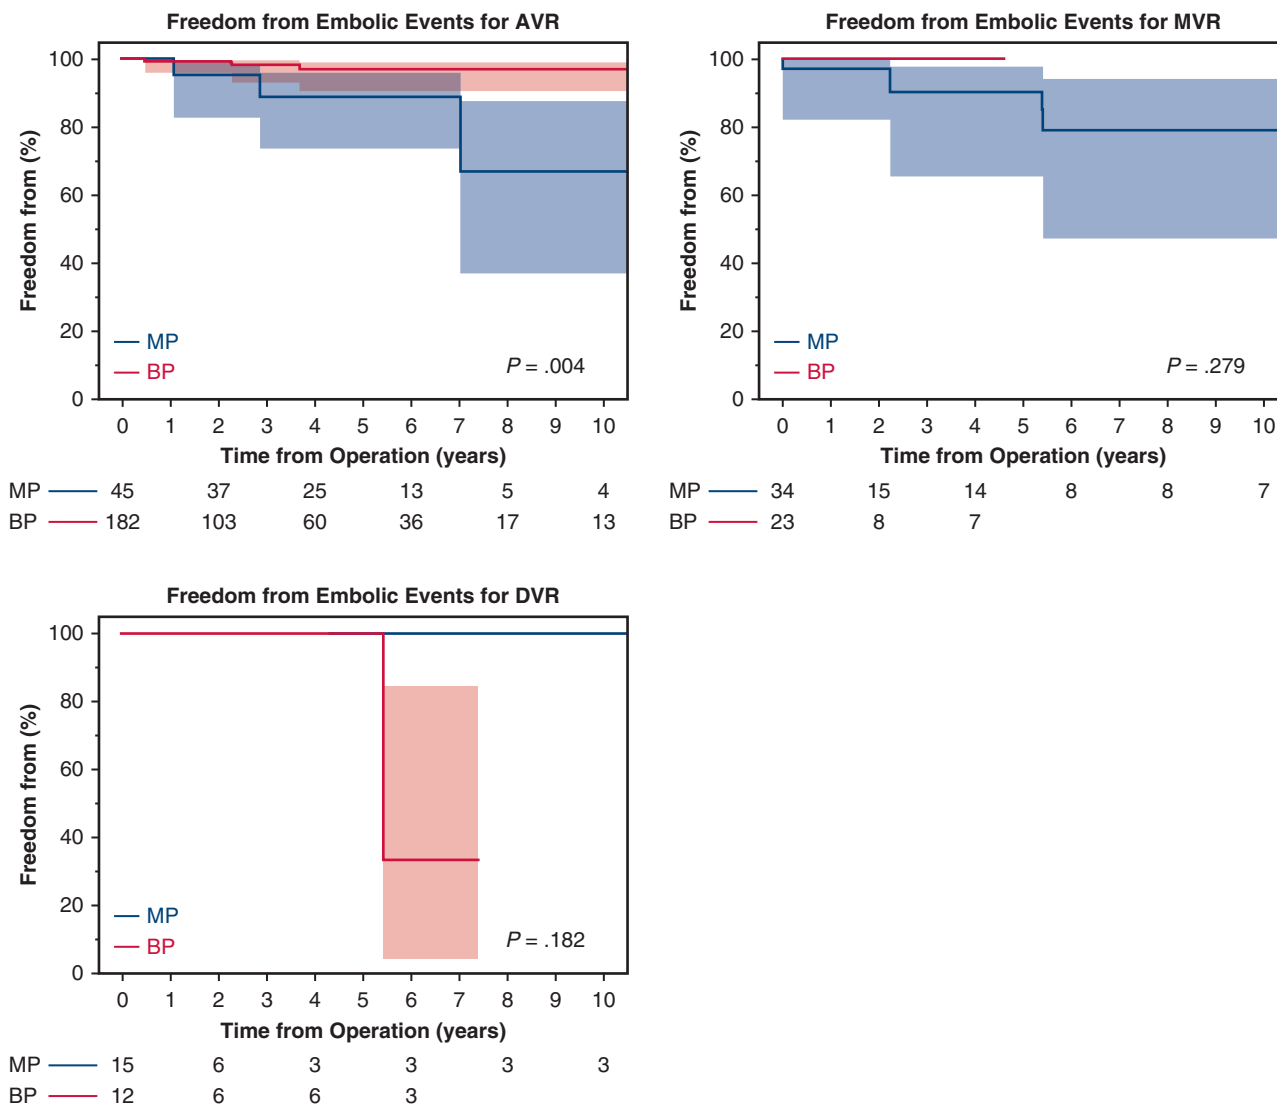 Freedom from Embolic Events for AVR
100
80
60
40
20
0
Freedom from (%)
MP
BP
P = .004
0 1 2 3 4 5 6 7 8 9 10
Time from Operation (years)
MP 45 37 25 13 5 4
BP 182 103 60 36 17 13
Freedom from Embolic Events for MVR
100
80
60
40
20
0
Freedom from (%)
MP
BP
P = .279
0 1 2 3 4 5 6 7 8 9 10
Time from Operation (years)
MP 34 15 14 8 8 7
BP 23 8 7
Freedom from Embolic Events for DVR
100
80
60
40
20
0
Freedom from (%)
MP
BP
P = .182
0 1 2 3 4 5 6 7 8 9 10
Time from Operation (years)
MP 15 6 3 3 3 3
BP 12 6 6 3